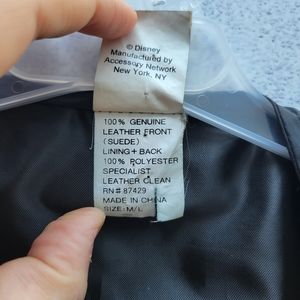 © Disney
Manufactured by
Accessory Network
New York, NY
100% GENUINE
LEATHER FRONT
(SUEDE)
LINING + BACK
100% POLYESTER
SPECIALIST
LEATHER CLEAN
RN# 87429
MADE IN CHINA
SIZE: M/L